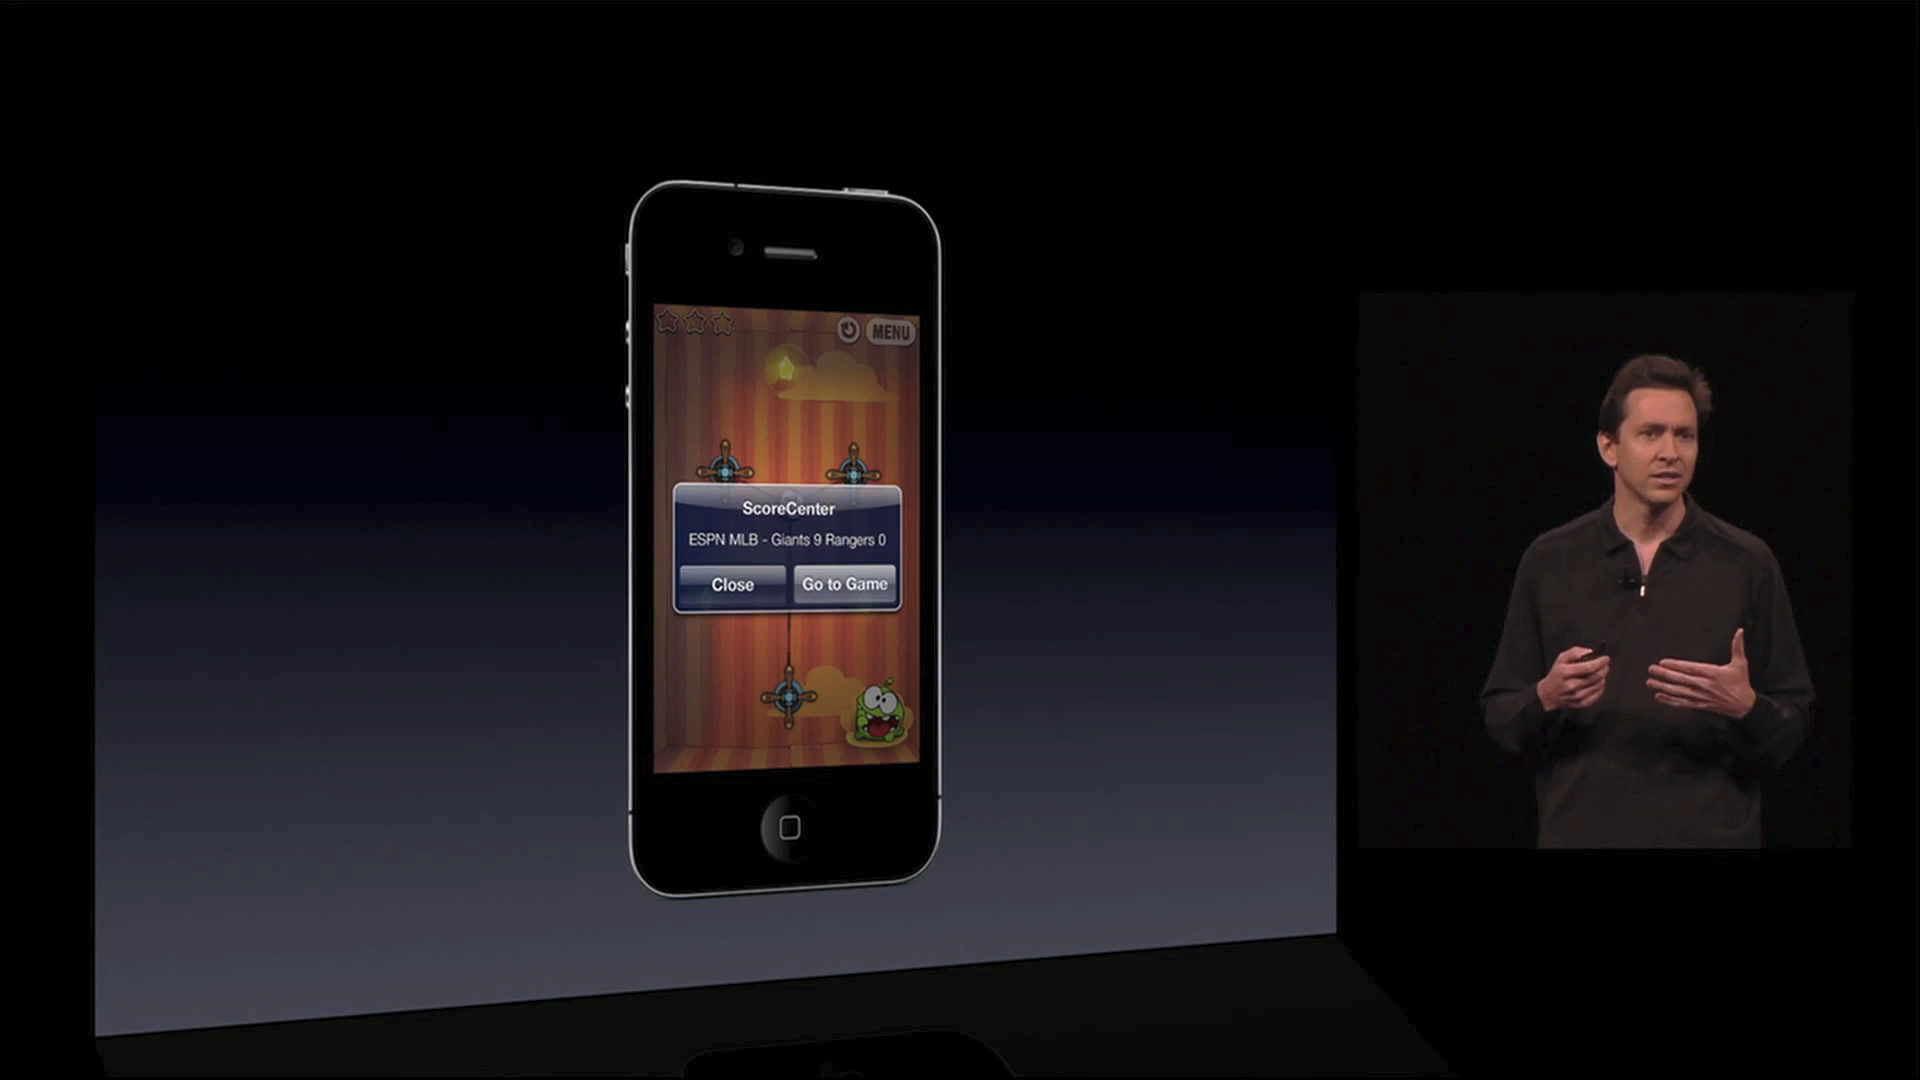 MENU
ScoreCenter
ESPN MLB - Giants 9 Rangers 0
Close
Go to Game